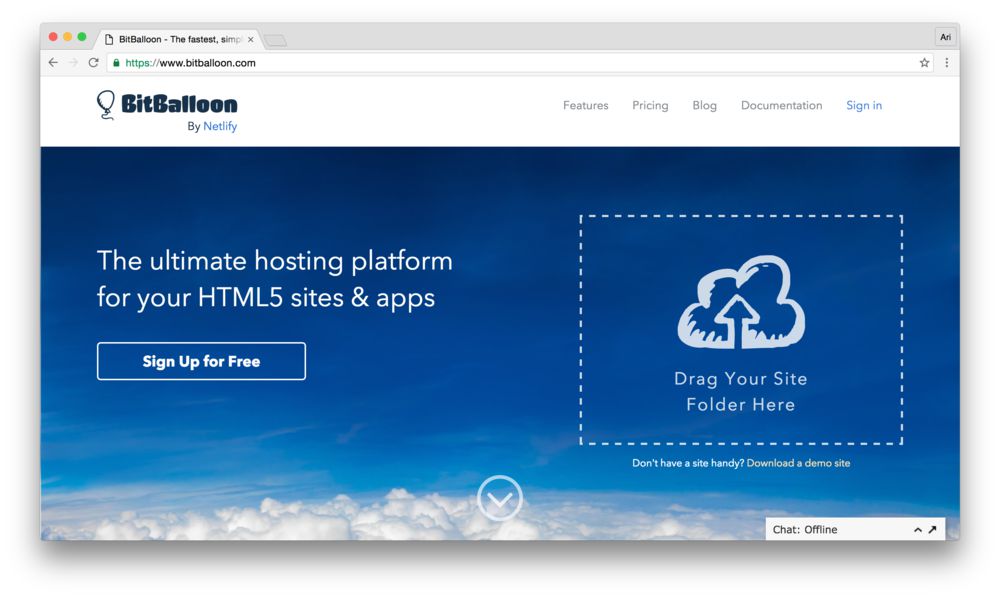 BitBalloon - The fastest, simpl
Ari
https://www.bitballoon.com
BitBalloon
By Netlify
Features Pricing Blog Documentation Sign in
The ultimate hosting platform
for your HTML5 sites & apps
Sign Up for Free
Drag Your Site
Folder Here
Don't have a site handy? Download a demo site
Chat: Offline